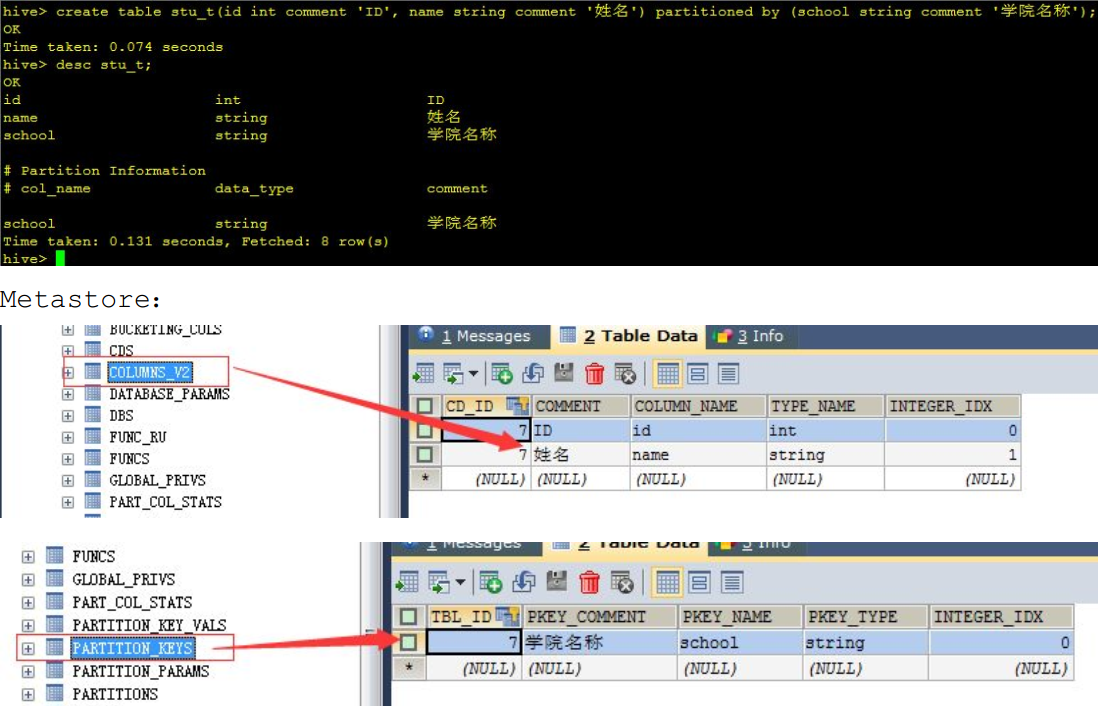 hive> create table stu_t(id int comment 'ID', name string comment '姓名') partitioned by (school string comment '学院名称');
OK
Time taken: 0.074 seconds
hive> desc stu_t;
OK
id int ID
name string 姓名
school string 学院名称
# Partition Information
# col_name data_type comment
school string 学院名称
Time taken: 0.131 seconds, Fetched: 8 row(s)
hive>
Metastore:
BUCKETING_COLS
CDS
COLUMNS_V2
DATABASE_PARAMS
DBS
FUNC_RU
FUNCS
GLOBAL_PRIVS
PART_COL_STATS
1 Messages 2 Table Data 3 Info
CD_ID COMMENT COLUMN_NAME TYPE_NAME INTEGER_IDX
7 ID id int 0
7 姓名 name string 1
* (NULL) (NULL) (NULL) (NULL) (NULL)
FUNCS
GLOBAL_PRIVS
PART_COL_STATS
PARTITION_KEY_VALS
PARTITION_KEYS
PARTITION_PARAMS
PARTITIONS
1 Messages 2 Table Data 3 Info
TBL_ID PKEY_COMMENT PKEY_NAME PKEY_TYPE INTEGER_IDX
7 学院名称 school string 0
* (NULL) (NULL) (NULL) (NULL) (NULL)